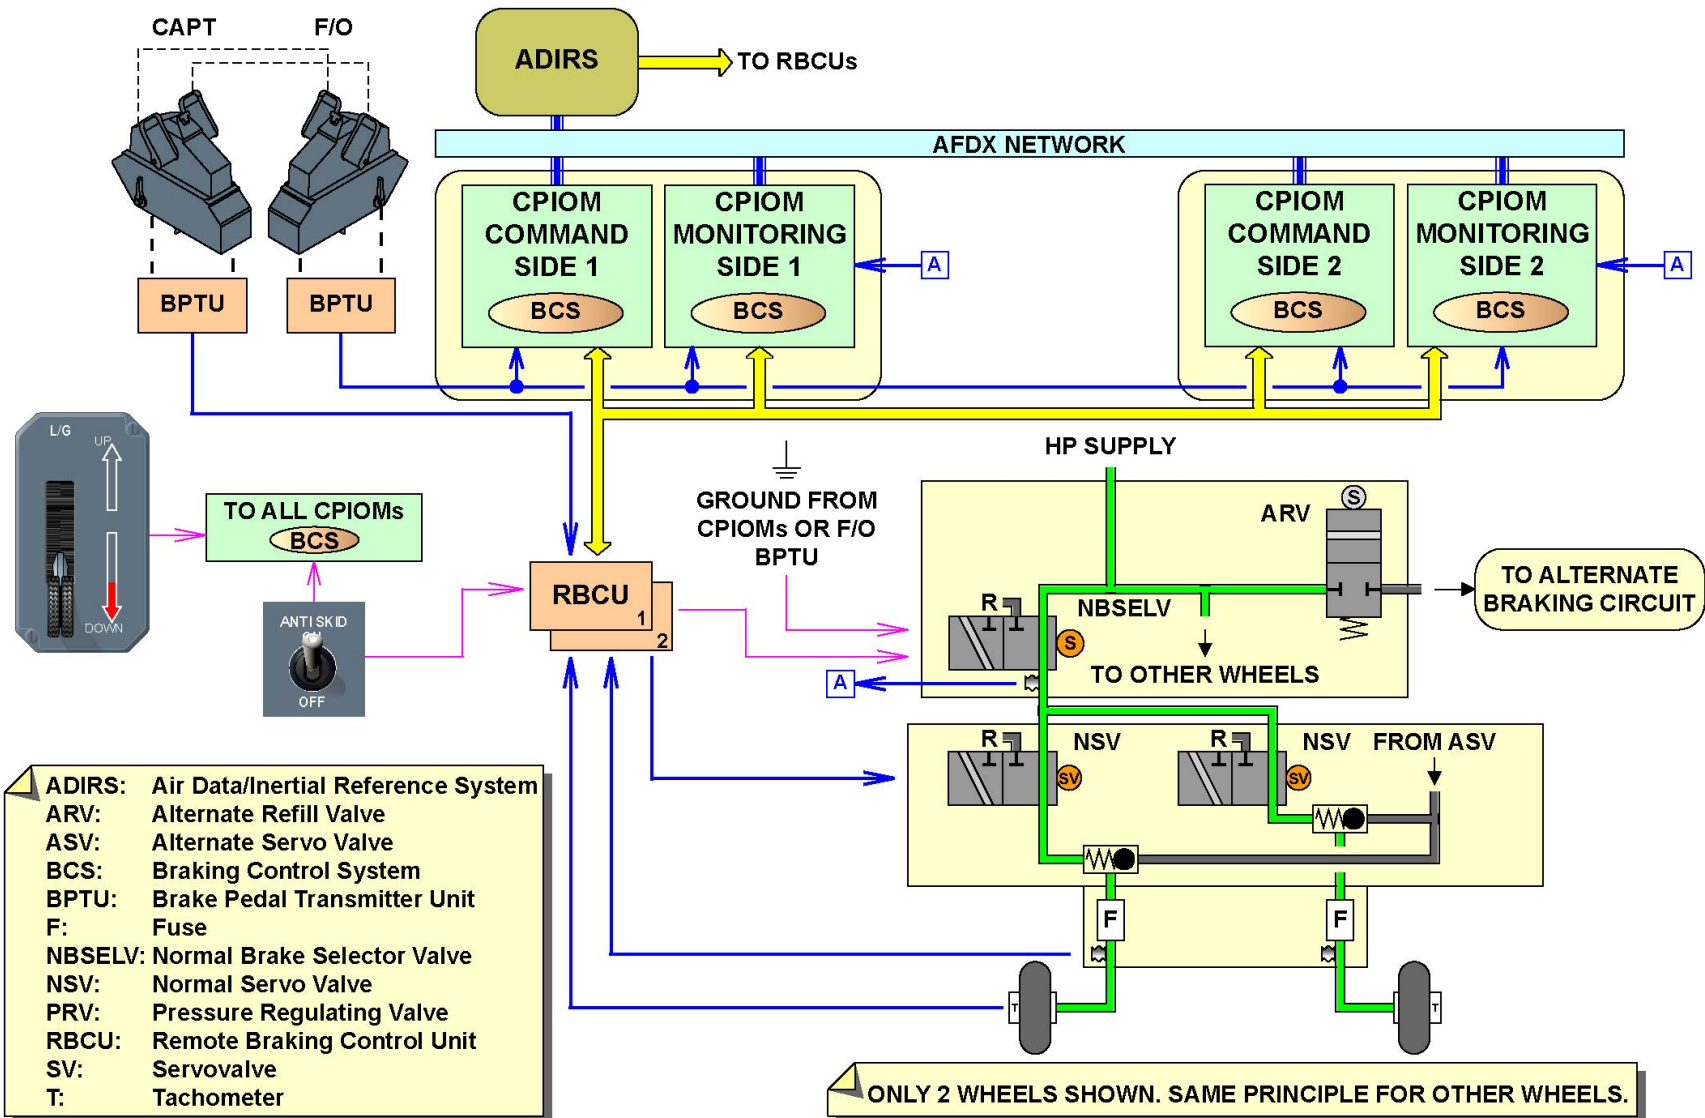 CAPT
F/O
ADIRS
TO RBCUs
AFDX NETWORK
CPIOM
COMMAND
SIDE 1
BCS
CPIOM
MONITORING
SIDE 1
BCS
A
CPIOM
COMMAND
SIDE 2
BCS
CPIOM
MONITORING
SIDE 2
BCS
A
BPTU
BPTU
L/G
UP
DOWN
TO ALL CPIOMs
BCS
ANTI SKID
ON
OFF
RBCU
1
2
GROUND FROM
CPIOMs OR F/O
BPTU
HP SUPPLY
ARV
S
R
NBSELV
S
TO OTHER WHEELS
TO ALTERNATE
BRAKING CIRCUIT
A
R
NSV
SV
R
NSV
SV
FROM ASV
F
F
T
T
ADIRS: Air Data/Inertial Reference System
ARV: Alternate Refill Valve
ASV: Alternate Servo Valve
BCS: Braking Control System
BPTU: Brake Pedal Transmitter Unit
F: Fuse
NBSELV: Normal Brake Selector Valve
NSV: Normal Servo Valve
PRV: Pressure Regulating Valve
RBCU: Remote Braking Control Unit
SV: Servovalve
T: Tachometer
ONLY 2 WHEELS SHOWN. SAME PRINCIPLE FOR OTHER WHEELS.